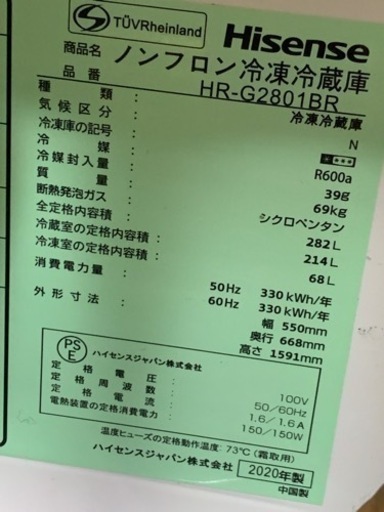 TÜVRheinland Hisense
商品名 ノンフロン冷凍冷蔵庫
品番 HR-G2801BR
種類： 冷凍冷蔵庫
気候区分： N
冷凍庫の記号：
冷媒： R600a
冷媒封入量： 39g
質量： 69kg
断熱発泡ガス： シクロペンタン
全定格内容積： 282L
冷蔵室の定格内容積： 214L
冷凍室の定格内容積： 68L
消費電力量： 50Hz 330kWh/年
60Hz 330kWh/年
外形寸法： 幅 550mm
奥行 668mm
高さ 1591mm
PSE ハイセンスジャパン株式会社
定格電圧： 100V
定格周波数： 50/60Hz
定格電流： 1.6/1.6A
電熱装置の定格消費電力： 150/150W
温度ヒューズの定格動作温度：73℃(霜取用)
ハイセンスジャパン株式会社 2020年製
中国製